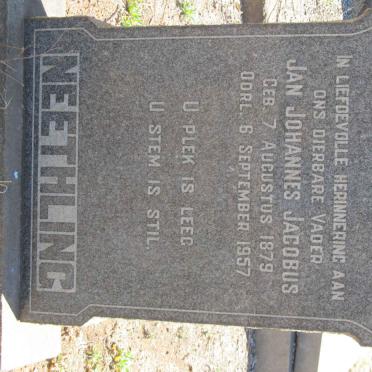 IN LIEFDEVOLLE HERINNERING AAN
ONS DIERBARE VADER
JAN JOHANNES JACOBUS
GEB. 7 AUGUSTUS 1879
OORL. 6 SEPTEMBER 1957
U PLEK IS LEEG
U STEM IS STIL.
NEETHLING